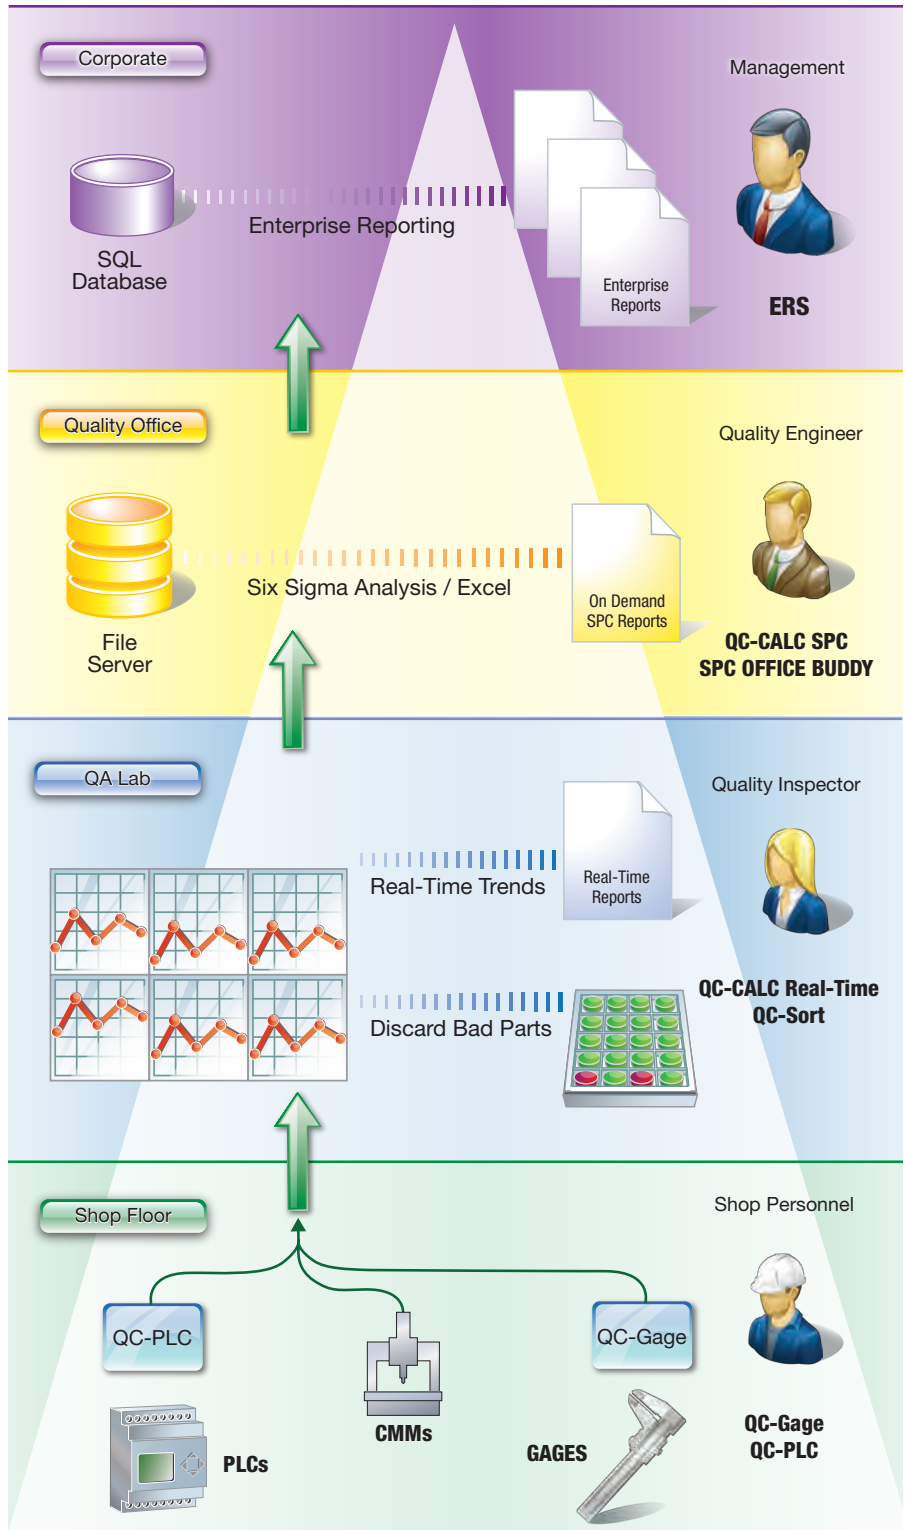 Corporate
Management
Enterprise Reporting
SQL
Database
Enterprise
Reports
ERS
Quality Office
Quality Engineer
Six Sigma Analysis / Excel
On Demand
SPC Reports
File
Server
QC-CALC SPC
SPC OFFICE BUDDY
QA Lab
Quality Inspector
Real-Time Trends
Real-Time
Reports
Discard Bad Parts
QC-CALC Real-Time
QC-Sort
Shop Floor
Shop Personnel
QC-PLC
QC-Gage
CMMs
PLCs
GAGES
QC-Gage
QC-PLC